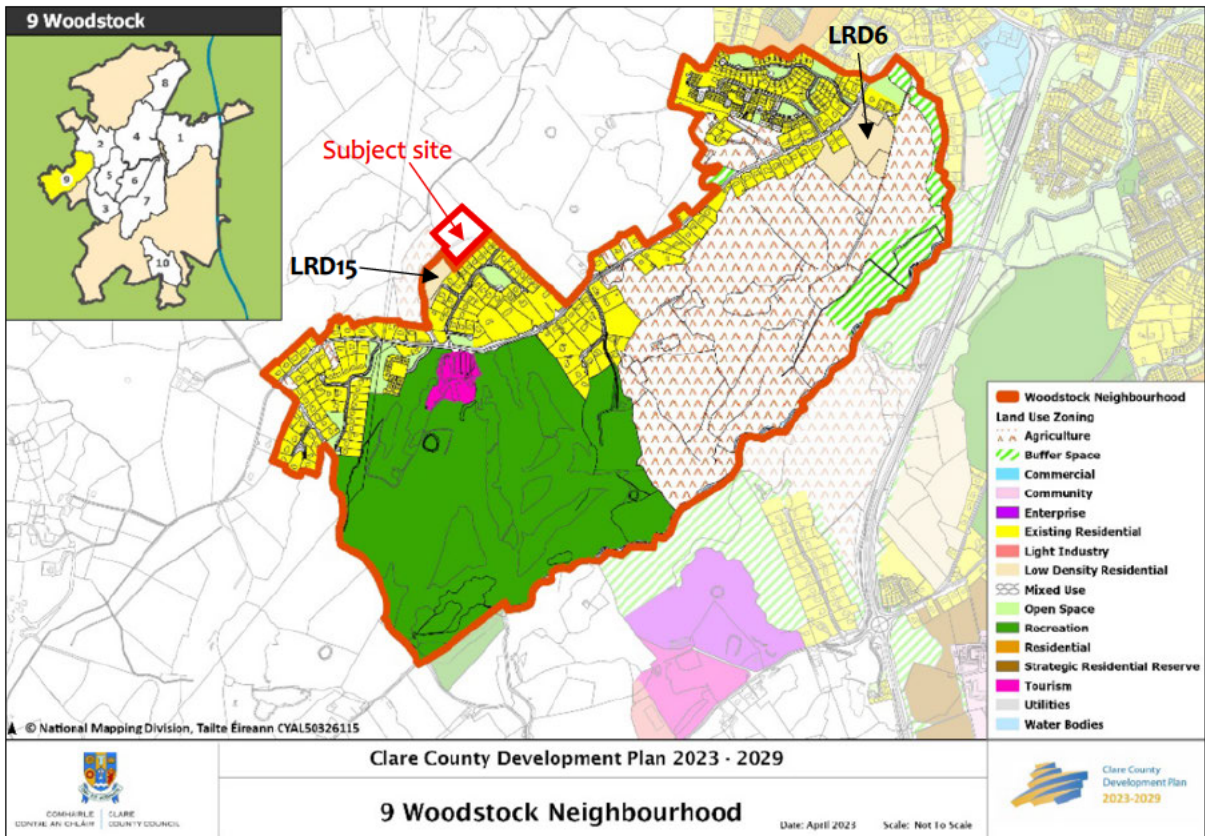 9 Woodstock
8
2
4
1
9
5
6
3
7
10
LRD6
Subject site
LRD15
Woodstock Neighbourhood
Land Use Zoning
Agriculture
Buffer Space
Commercial
Community
Enterprise
Existing Residential
Light Industry
Low Density Residential
Mixed Use
Open Space
Recreation
Residential
Strategic Residential Reserve
Tourism
Utilities
Water Bodies
© National Mapping Division, Tailte Éireann CYAL50326115
COMHAIRLE CONTAE AN CHLÁIR
CLARE COUNTY COUNCIL
Clare County Development Plan 2023 - 2029
9 Woodstock Neighbourhood
Date: April 2023
Scale: Not To Scale
Clare County
Development Plan
2023-2029